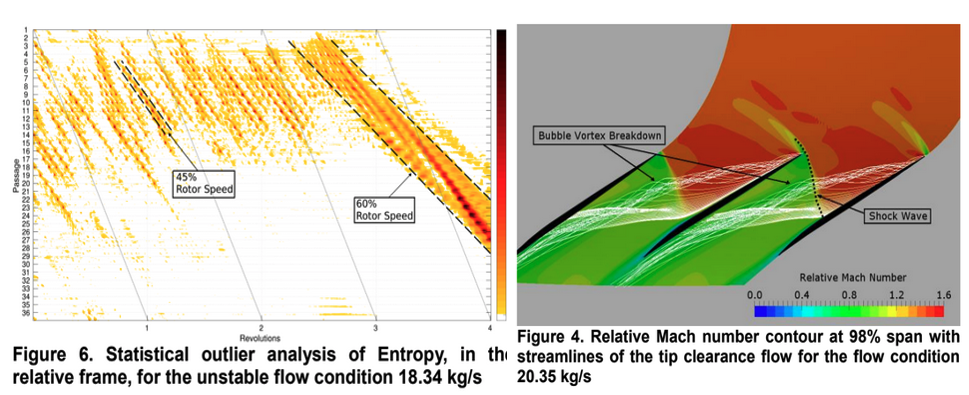 1
2
3
4
5
6
7
8
9
10
11
12
13
14
15
16
17
18
19
20
21
22
23
24
25
26
27
28
29
30
31
32
33
34
35
36
Passage
45%
Rotor Speed
60%
Rotor Speed
1 2 3 4
Revolutions
Figure 6. Statistical outlier analysis of Entropy, in the
relative frame, for the unstable flow condition 18.34 kg/s
Bubble Vortex Breakdown
Shock Wave
Relative Mach Number
0.0 0.4 0.8 1.2 1.6
Figure 4. Relative Mach number contour at 98% span with
streamlines of the tip clearance flow for the flow condition
20.35 kg/s